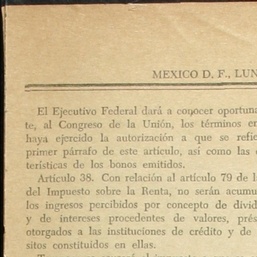 MEXICO D. F., LUN
El Ejecutivo Federal dará a conocer oportuna-
te, al Congreso de la Unión, los términos en
haya ejercido la autorización a que se refie
primer párrafo de este artículo, así como las c
terísticas de los bonos emitidos.
Artículo 38. Con relación al artículo 79 de l
del Impuesto sobre la Renta, no serán acumu
los ingresos percibidos por concepto de divid
y de intereses procedentes de valores, prés
otorgados a las instituciones de crédito y de
sitos constituidos en ellas.